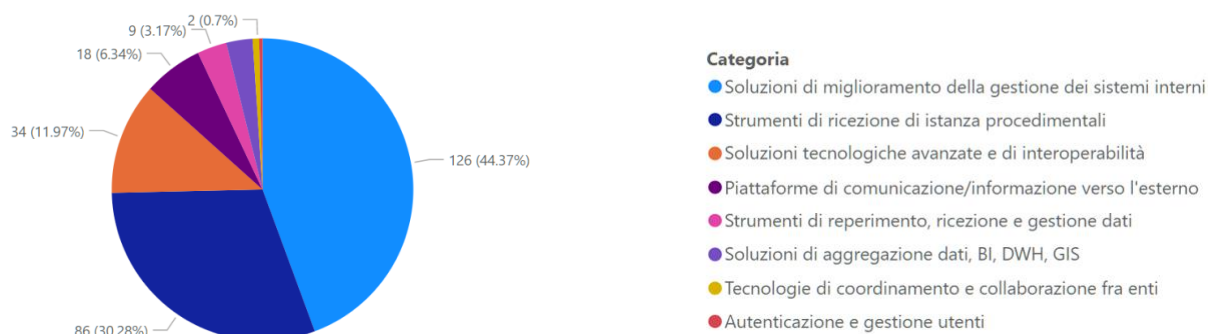 2 (0.7%)
9 (3.17%)
18 (6.34%)
34 (11.97%)
126 (44.37%)
86 (30.28%)
Categoria
Soluzioni di miglioramento della gestione dei sistemi interni
Strumenti di ricezione di istanza procedimentali
Soluzioni tecnologiche avanzate e di interoperabilità
Piattaforme di comunicazione/informazione verso l'esterno
Strumenti di reperimento, ricezione e gestione dati
Soluzioni di aggregazione dati, BI, DWH, GIS
Tecnologie di coordinamento e collaborazione fra enti
Autenticazione e gestione utenti